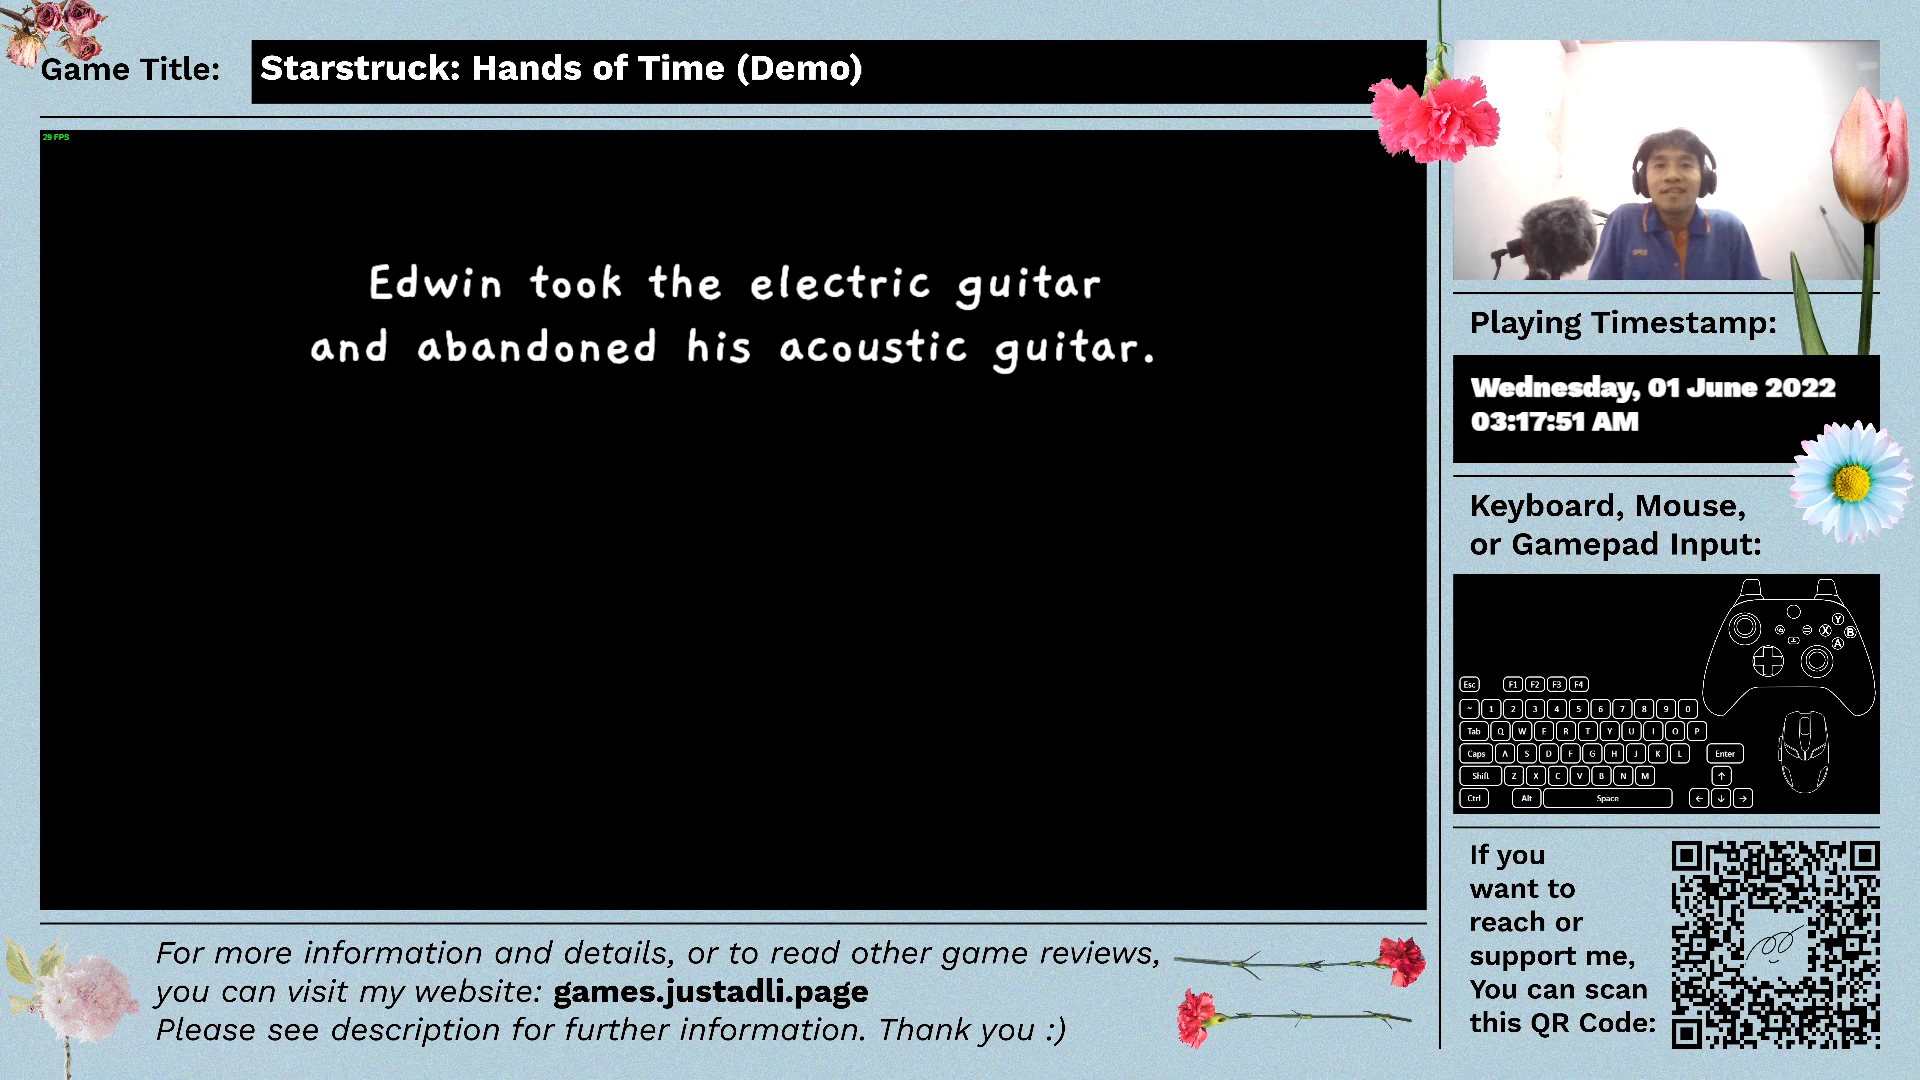 Game Title:
Starstruck: Hands of Time (Demo)
29 FPS
Edwin took the electric guitar
and abandoned his acoustic guitar.
Playing Timestamp:
Wednesday, 01 June 2022
03:17:51 AM
Keyboard, Mouse,
or Gamepad Input:
Y
X B
A
Esc F1 F2 F3 F4
~ 1 2 3 4 5 6 7 8 9 0
Tab Q W E R T Y U I O P
Caps A S D F G H J K L Enter
Shift Z X C V B N M ↑
Ctrl Alt Space ← ↓ →
If you
want to
reach or
support me,
You can scan
this QR Code:
For more information and details, or to read other game reviews,
you can visit my website: games.justadli.page
Please see description for further information. Thank you :)